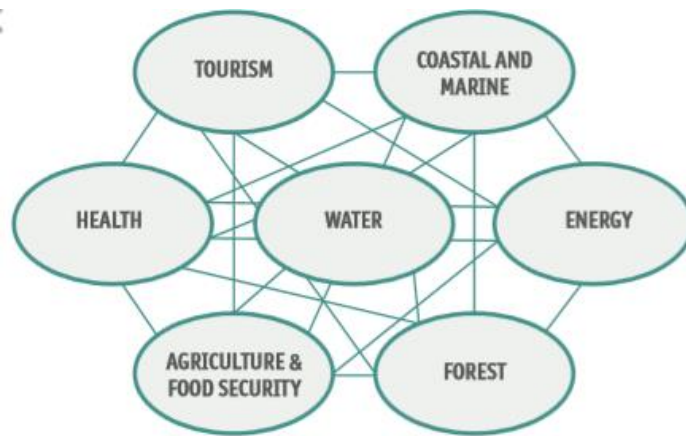 TOURISM
COASTAL AND
MARINE
HEALTH
WATER
ENERGY
AGRICULTURE &
FOOD SECURITY
FOREST